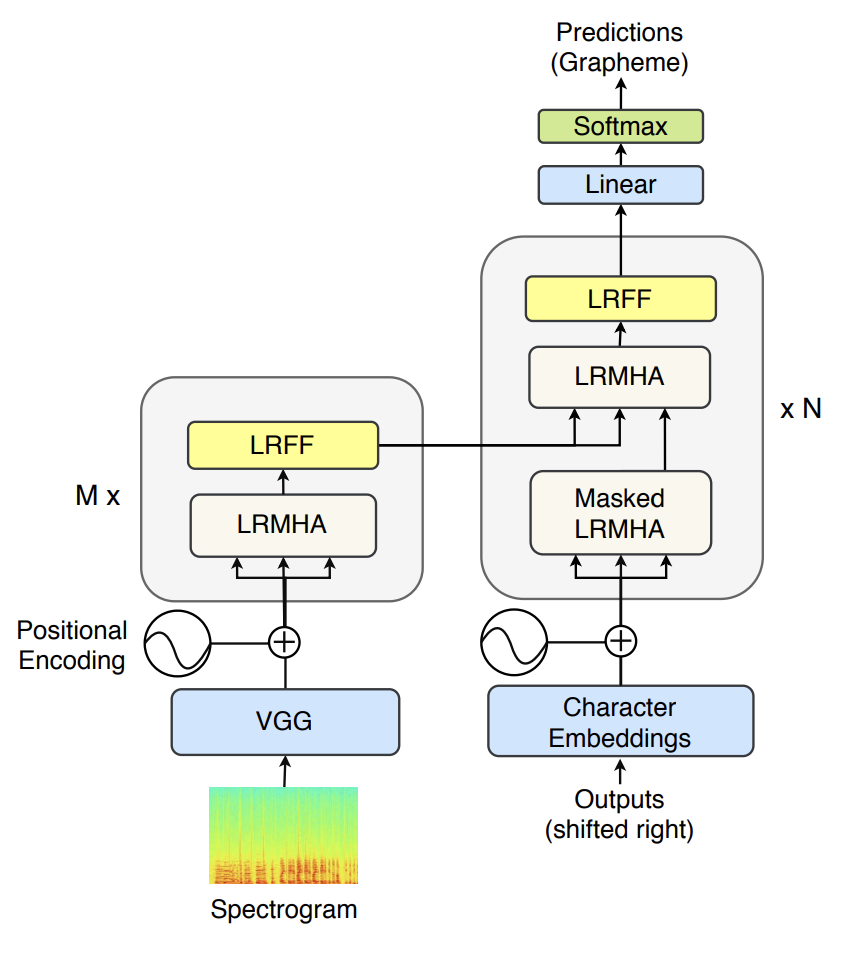 Predictions
(Grapheme)
Softmax
Linear
LRFF
LRMHA
x N
Masked
LRMHA
LRFF
M x
LRMHA
Positional
Encoding
VGG
Character
Embeddings
Outputs
(shifted right)
Spectrogram